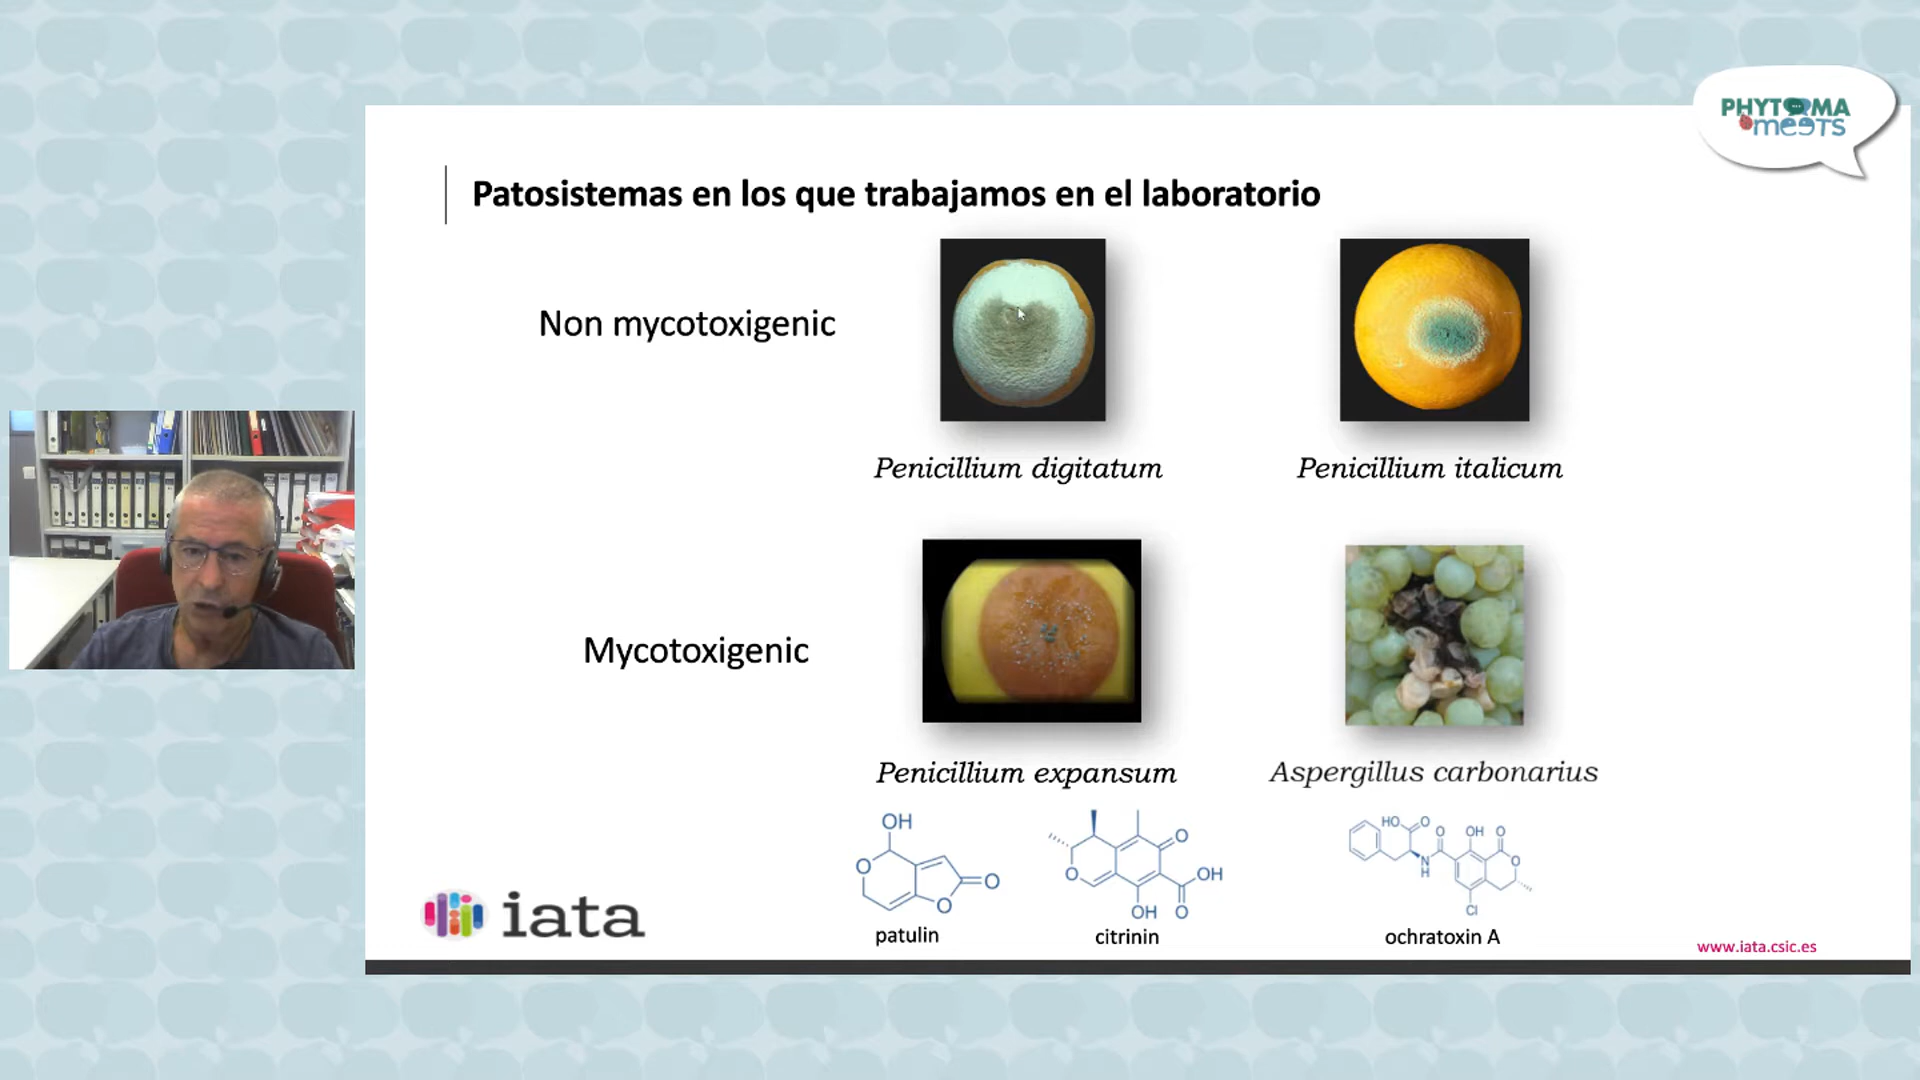 PHYTOMA
meeTS
Patosistemas en los que trabajamos en el laboratorio
Non mycotoxigenic
Penicillium digitatum
Penicillium italicum
Mycotoxigenic
Penicillium expansum
Aspergillus carbonarius
OH
O
O
O
O
OH
O
OH
O
HO
O
O
OH
O
O
N
H
Cl
patulin
citrinin
ochratoxin A
iata
www.iata.csic.es